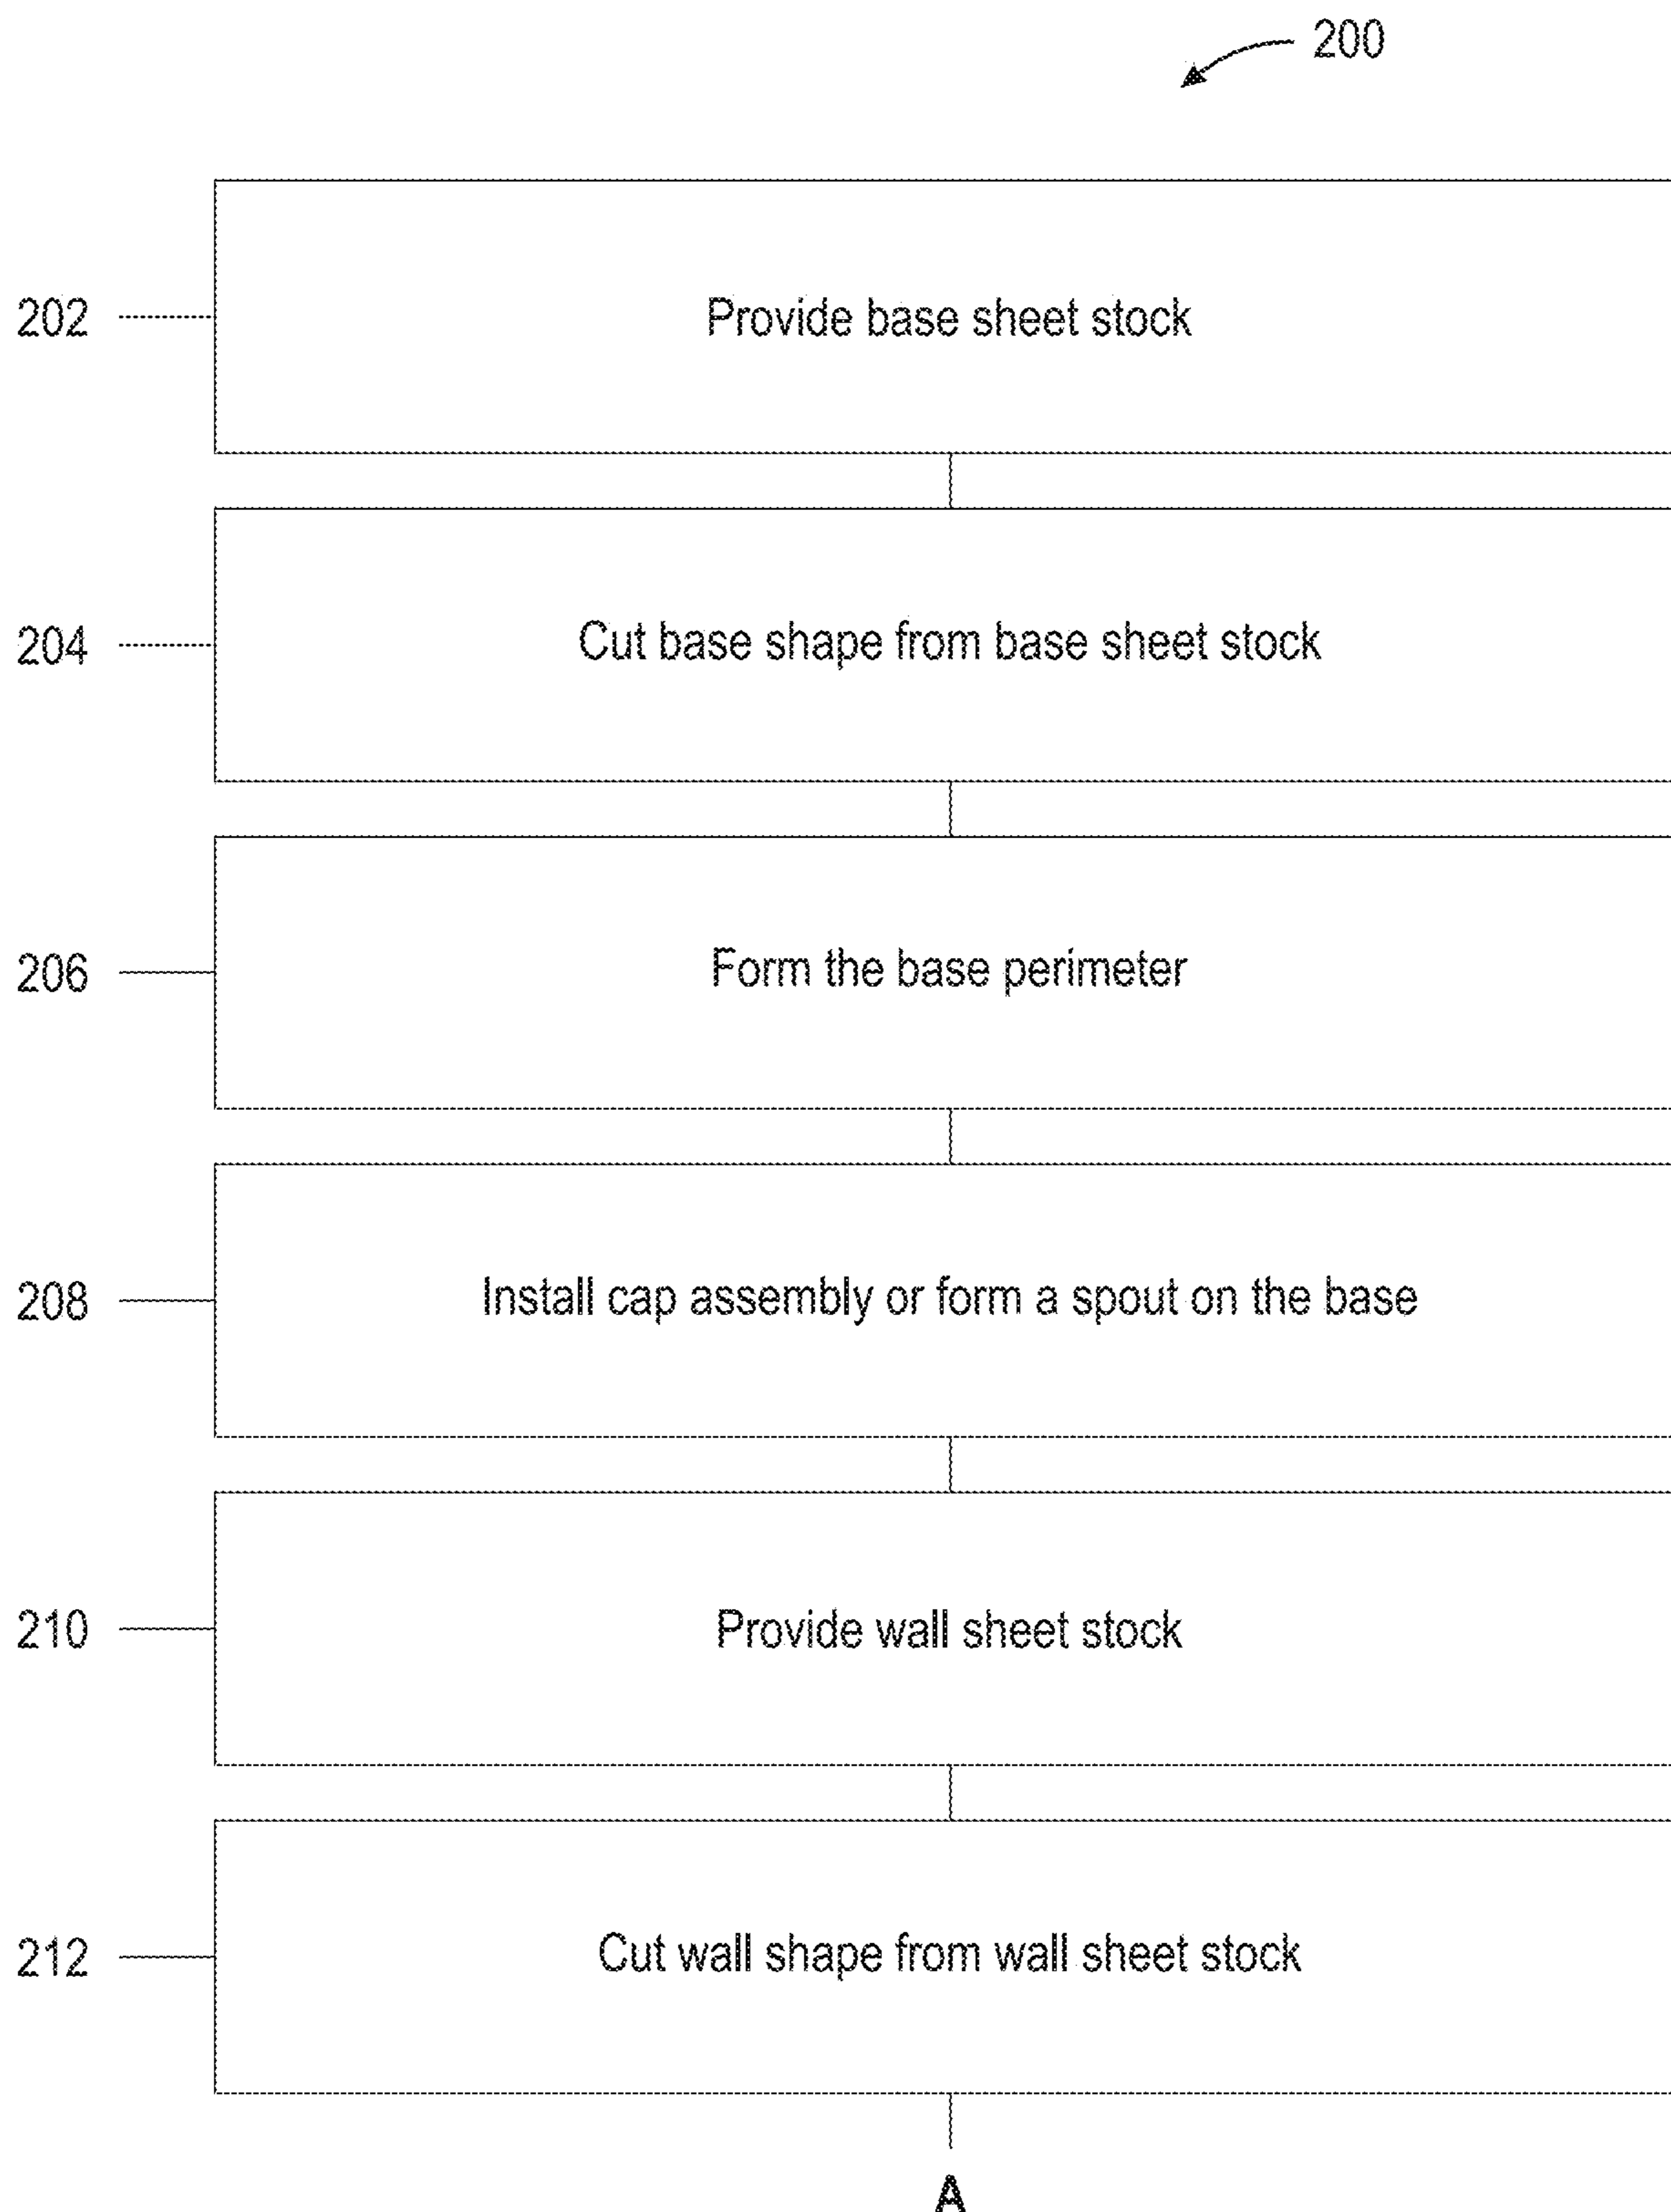 200
202 Provide base sheet stock
204 Cut base shape from base sheet stock
206 Form the base perimeter
208 Install cap assembly or form a spout on the base
210 Provide wall sheet stock
212 Cut wall shape from wall sheet stock
A